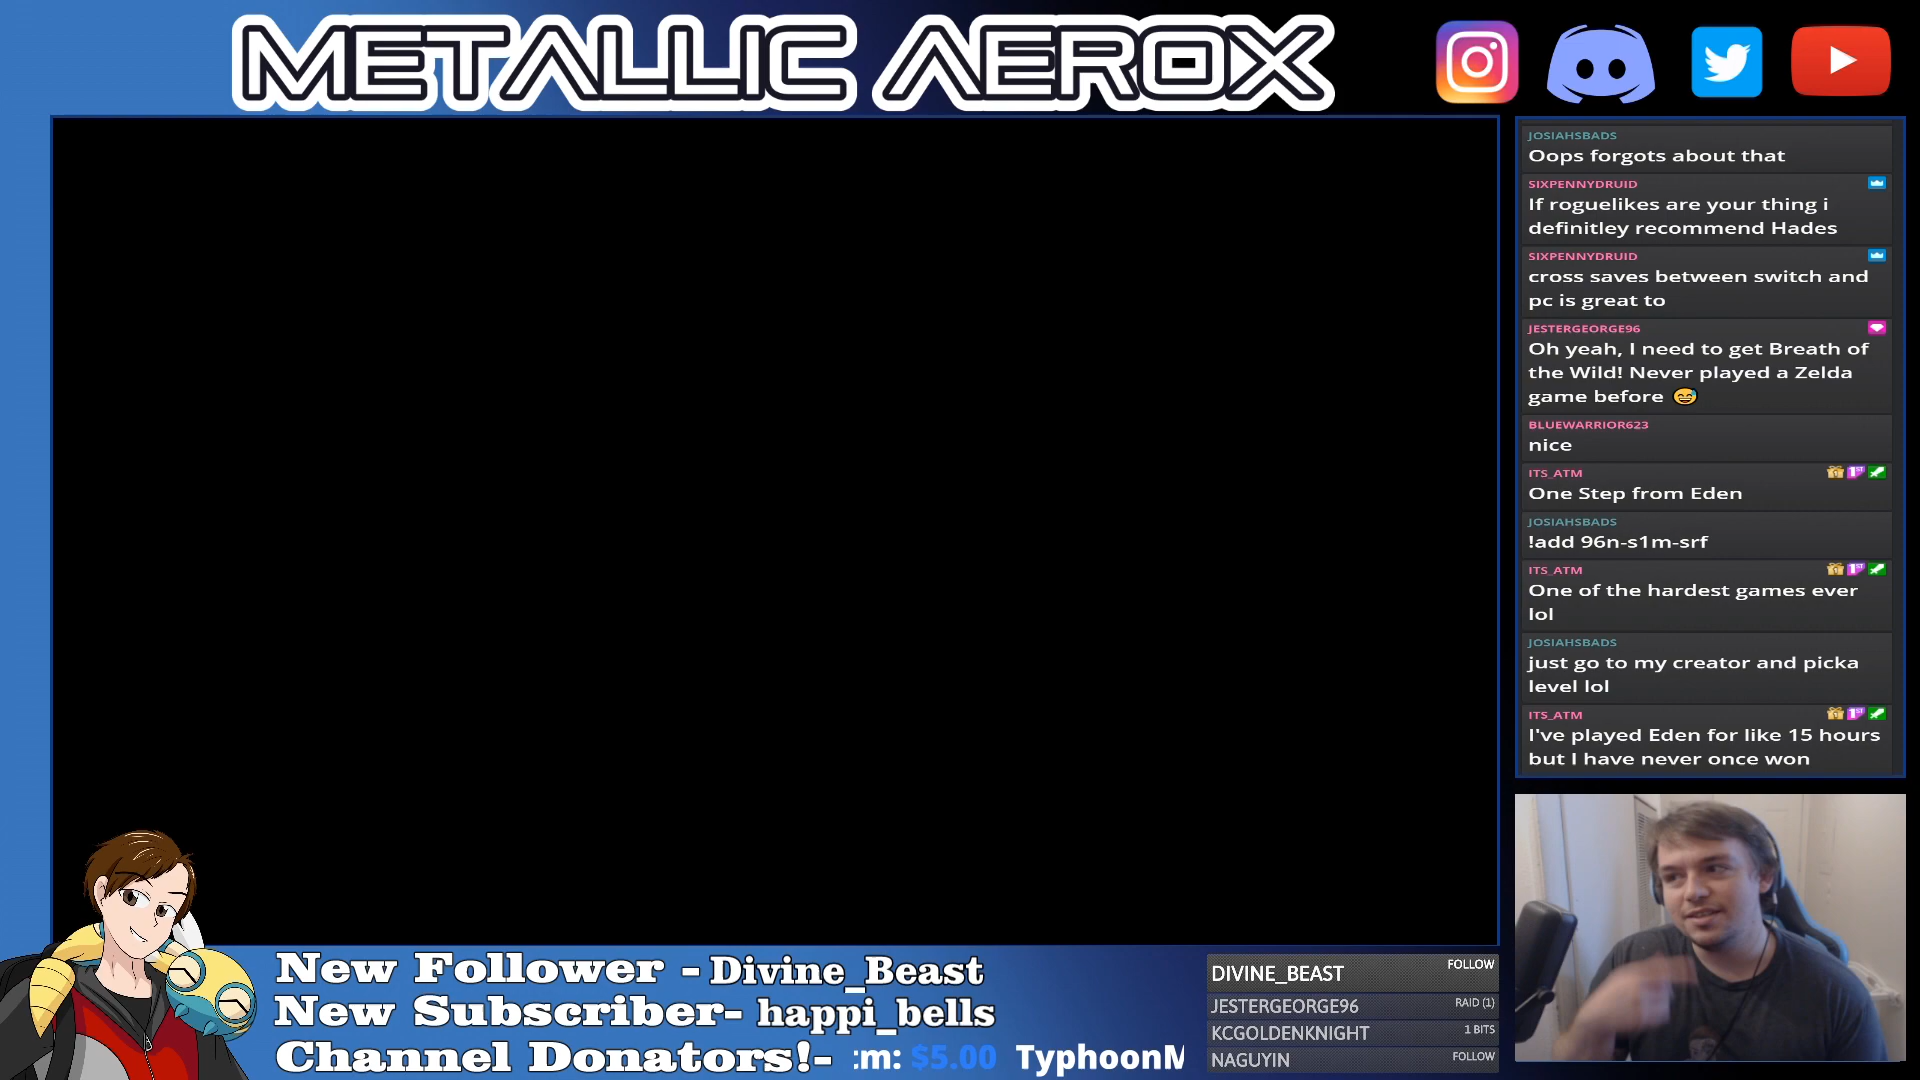 METALLIC AEROX
JOSIAHSBADS
Oops forgots about that
SIXPENNYDRUID
If roguelikes are your thing i
definitley recommend Hades
SIXPENNYDRUID
cross saves between switch and
pc is great to
JESTERGEORGE96
Oh yeah, I need to get Breath of
the Wild! Never played a Zelda
game before 😅
BLUEWARRIOR623
nice
ITS_ATM
One Step from Eden
JOSIAHSBADS
!add 96n-s1m-srf
ITS_ATM
One of the hardest games ever
lol
JOSIAHSBADS
just go to my creator and picka
level lol
ITS_ATM
I've played Eden for like 15 hours
but I have never once won
New Follower - Divine_Beast
New Subscriber- happi_bells
Channel Donators!- :m: $5.00 TyphoonM
DIVINE_BEAST FOLLOW
JESTERGEORGE96 RAID (1)
KCGOLDENKNIGHT 1 BITS
NAGUYIN FOLLOW